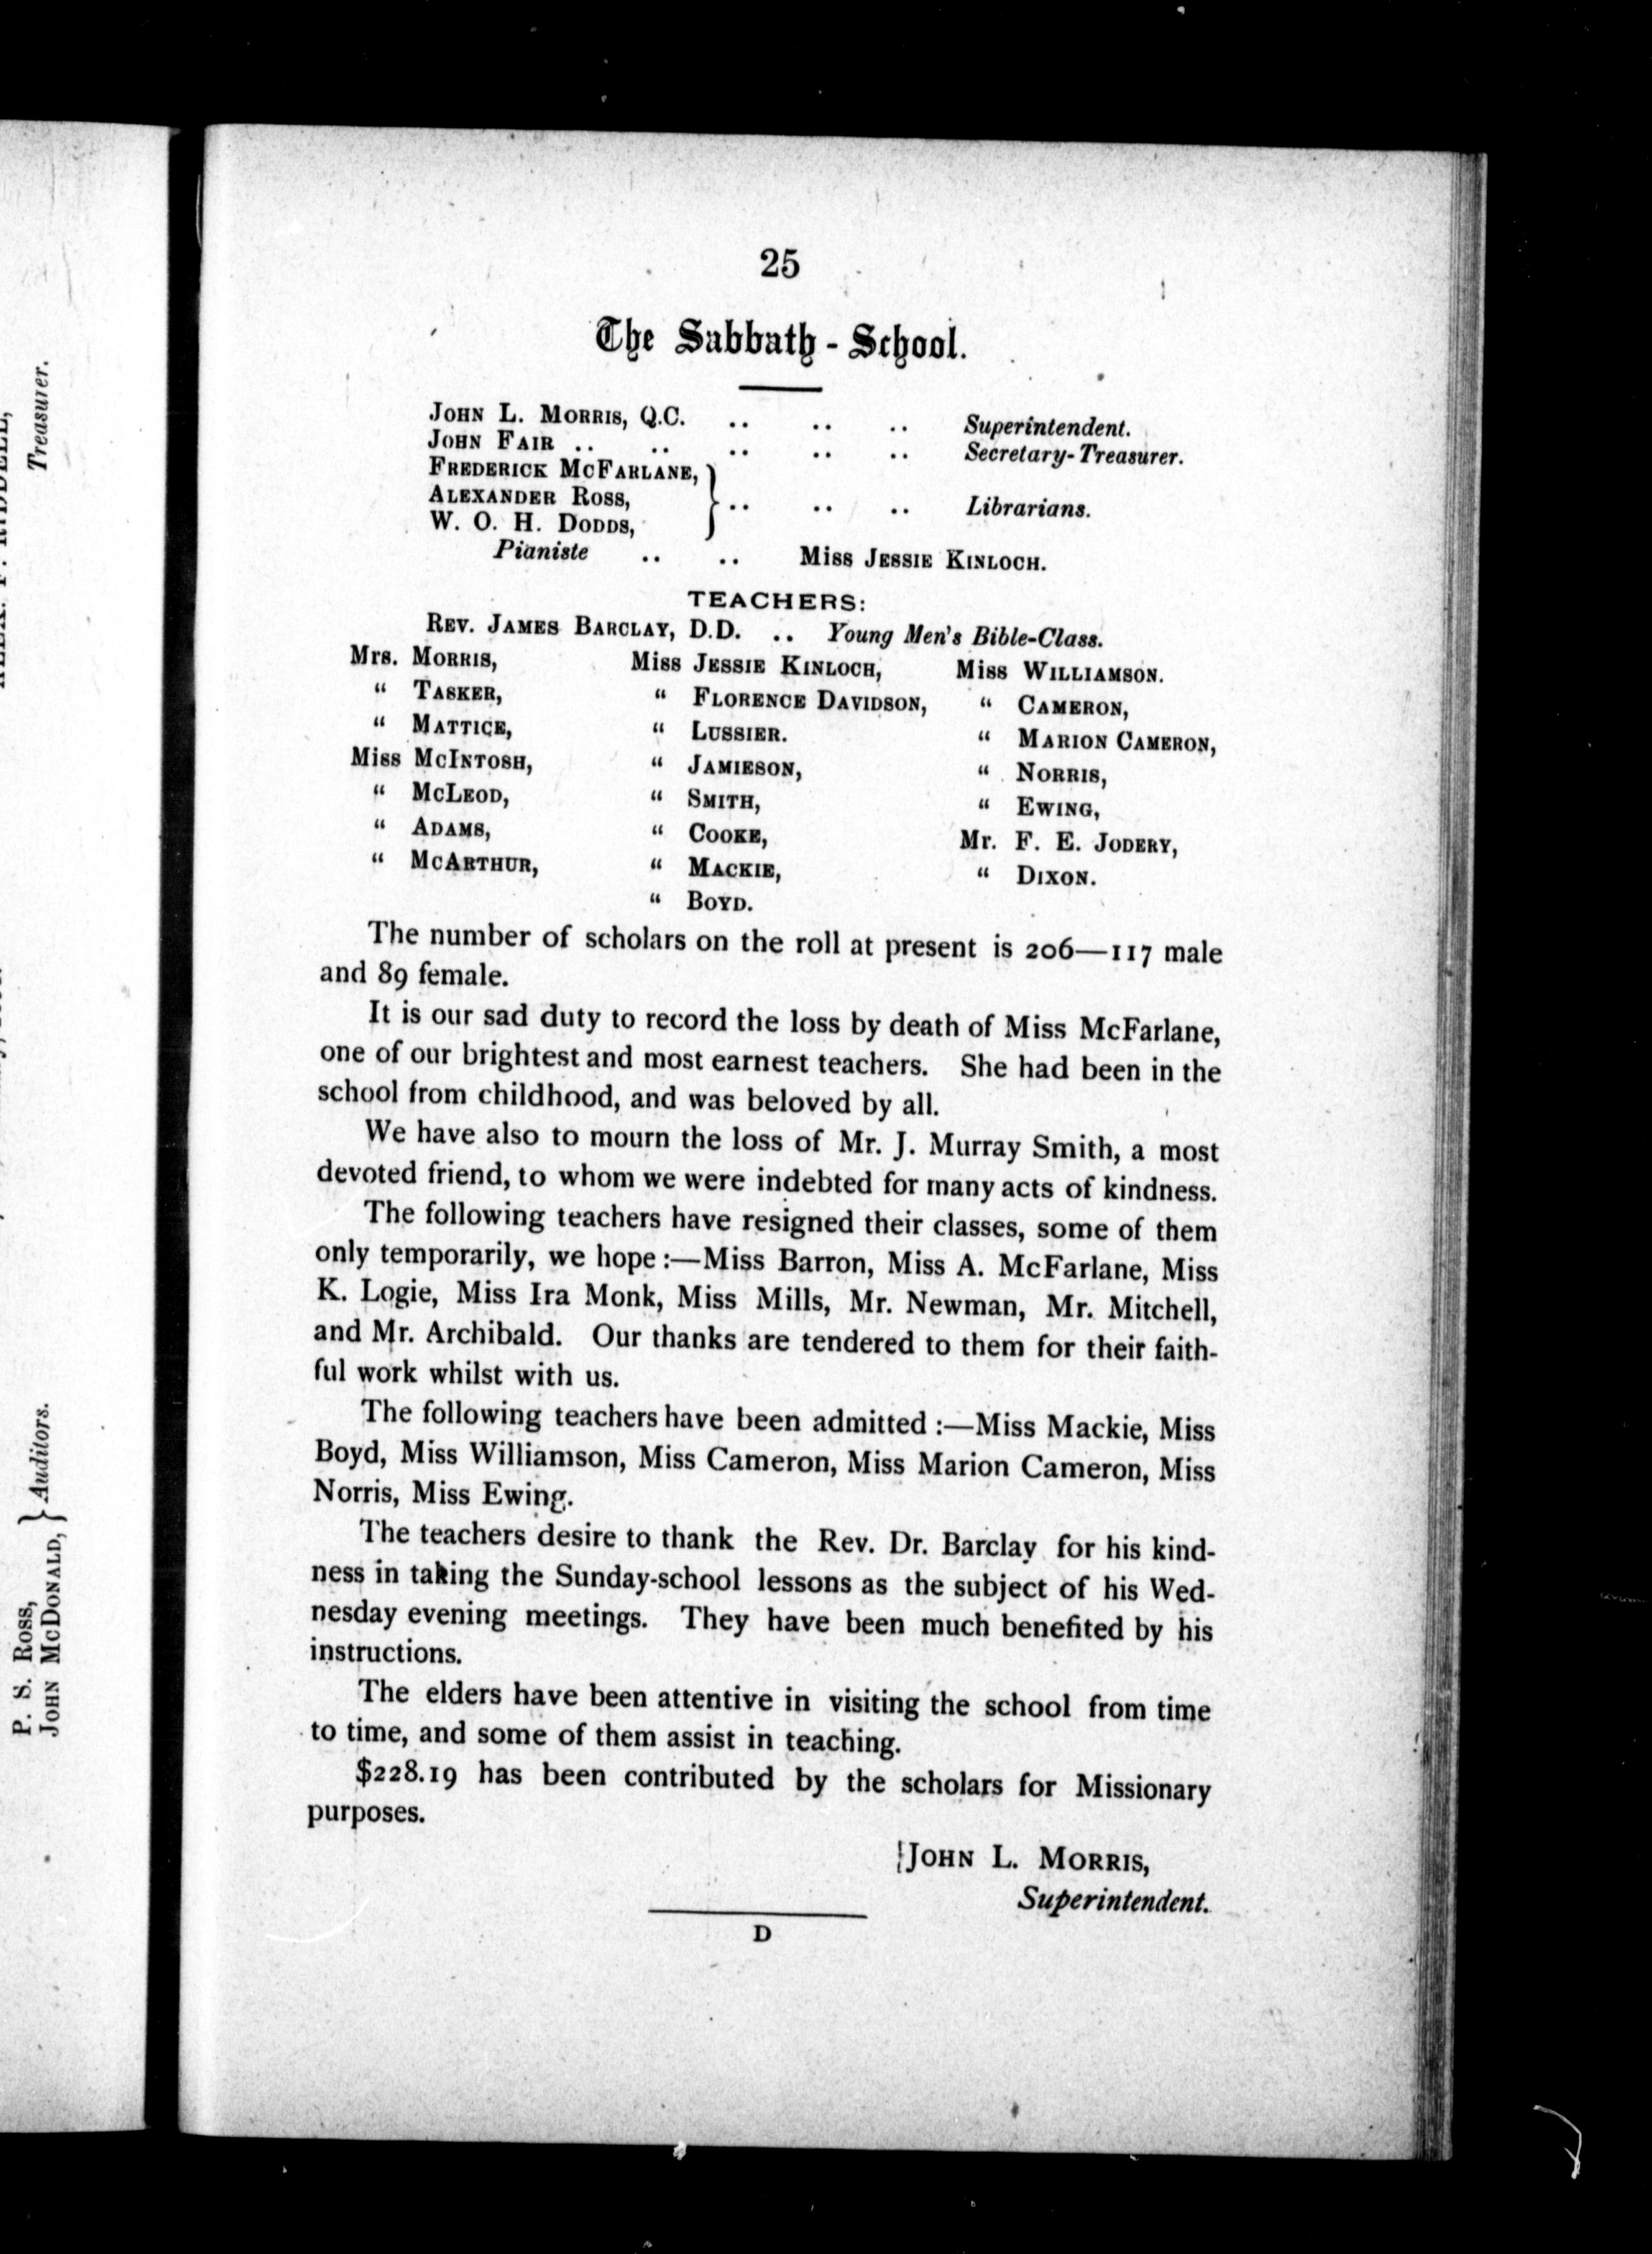 Treasurer.
P. S. Ross,
John McDonald, } Auditors.
25
The Sabbath-School.
John L. Morris, Q.C. .. .. .. Superintendent.
John Fair .. .. .. .. .. Secretary-Treasurer.
Frederick McFarlane,
Alexander Ross, } .. .. .. Librarians.
W. O. H. Dodds,
Pianiste .. .. Miss Jessie Kinloch.
TEACHERS:
Rev. James Barclay, D.D. .. Young Men's Bible-Class.
Mrs. Morris, Miss Jessie Kinloch, Miss Williamson.
“ Tasker, “ Florence Davidson, “ Cameron,
“ Mattice, “ Lussier. “ Marion Cameron,
Miss McIntosh, “ Jamieson, “ Norris,
“ McLeod, “ Smith, “ Ewing,
“ Adams, “ Cooke, Mr. F. E. Jodery,
“ McArthur, “ Mackie, “ Dixon.
“ Boyd.
The number of scholars on the roll at present is 206—117 male
and 89 female.
It is our sad duty to record the loss by death of Miss McFarlane,
one of our brightest and most earnest teachers. She had been in the
school from childhood, and was beloved by all.
We have also to mourn the loss of Mr. J. Murray Smith, a most
devoted friend, to whom we were indebted for many acts of kindness.
The following teachers have resigned their classes, some of them
only temporarily, we hope :—Miss Barron, Miss A. McFarlane, Miss
K. Logie, Miss Ira Monk, Miss Mills, Mr. Newman, Mr. Mitchell,
and Mr. Archibald. Our thanks are tendered to them for their faith-
ful work whilst with us.
The following teachers have been admitted :—Miss Mackie, Miss
Boyd, Miss Williamson, Miss Cameron, Miss Marion Cameron, Miss
Norris, Miss Ewing.
The teachers desire to thank the Rev. Dr. Barclay for his kind-
ness in taking the Sunday-school lessons as the subject of his Wed-
nesday evening meetings. They have been much benefited by his
instructions.
The elders have been attentive in visiting the school from time
to time, and some of them assist in teaching.
$228.19 has been contributed by the scholars for Missionary
purposes.
John L. Morris,
Superintendent.
D